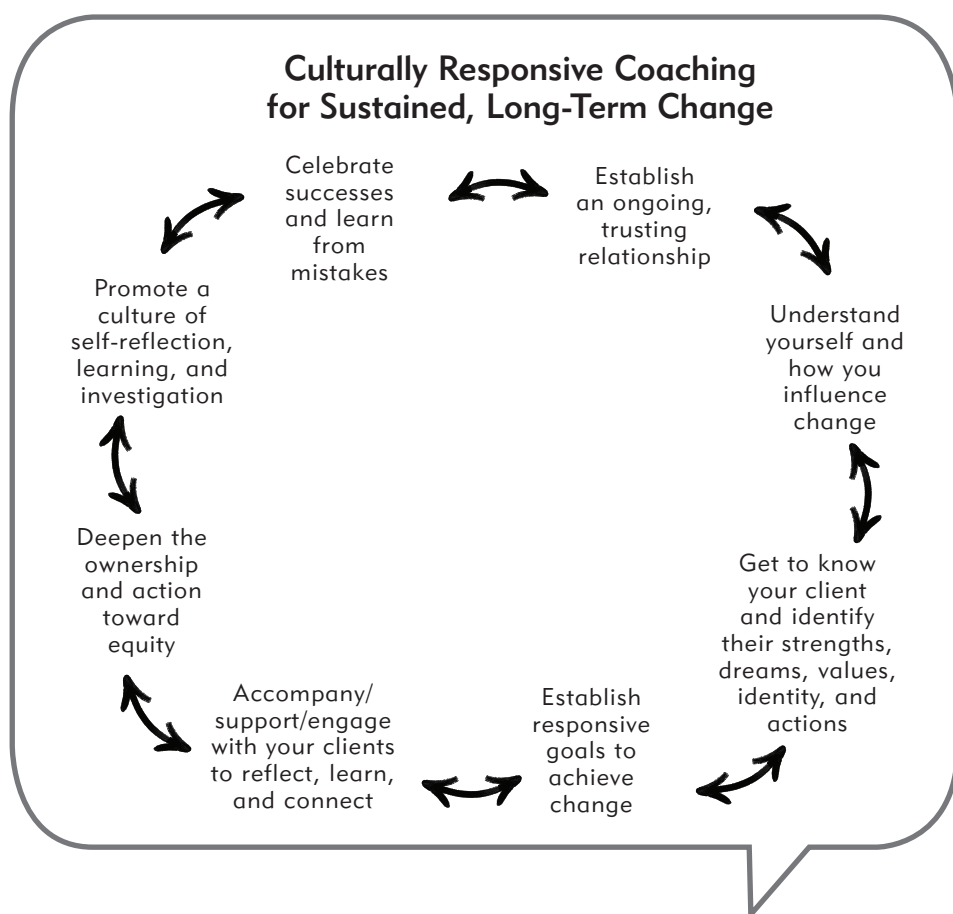 Culturally Responsive Coaching
for Sustained, Long-Term Change
Celebrate
successes
and learn
from
mistakes
Establish
an ongoing,
trusting
relationship
Understand
yourself and
how you
influence
change
Get to know
your client
and identify
their strengths,
dreams, values,
identity, and
actions
Establish
responsive
goals to
achieve
change
Accompany/
support/engage
with your clients
to reflect, learn,
and connect
Deepen the
ownership
and action
toward
equity
Promote a
culture of
self-reflection,
learning, and
investigation